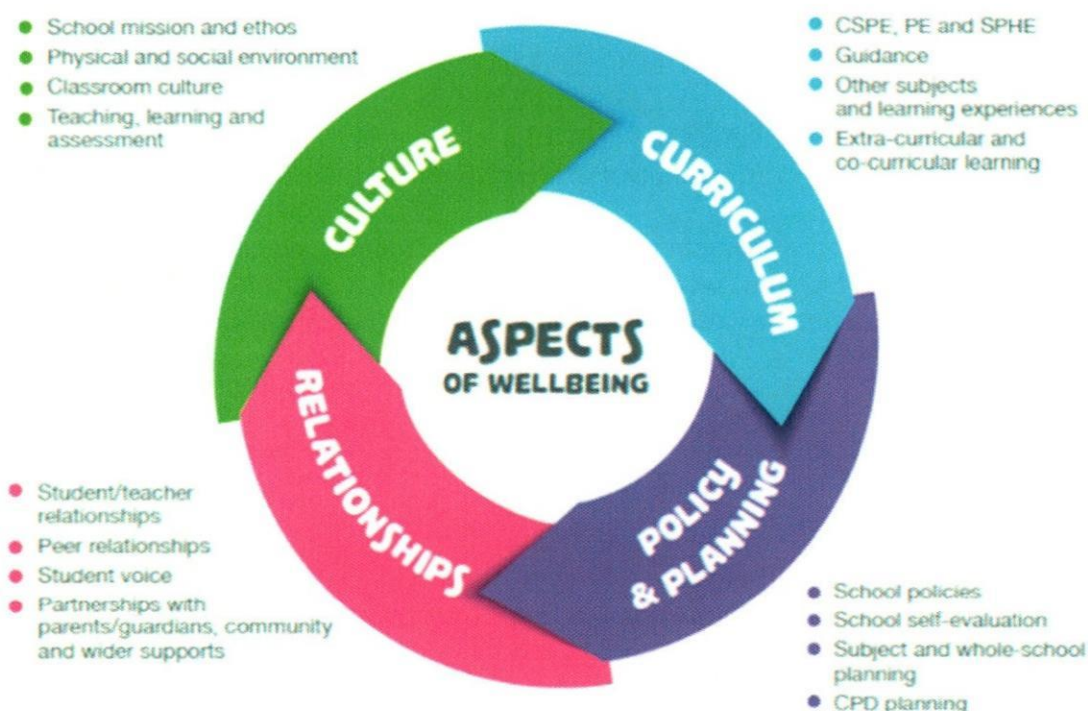 School mission and ethos
Physical and social environment
Classroom culture
Teaching, learning and
assessment
CSPE, PE and SPHE
Guidance
Other subjects
and learning experiences
Extra-curricular and
co-curricular learning
CULTURE
CURRICULUM
ASPECTS
OF WELLBEING
RELATIONSHIPS
POLICY
& PLANNING
Student/teacher
relationships
Peer relationships
Student voice
Partnerships with
parents/guardians, community
and wider supports
School policies
School self-evaluation
Subject and whole-school
planning
CPD planning